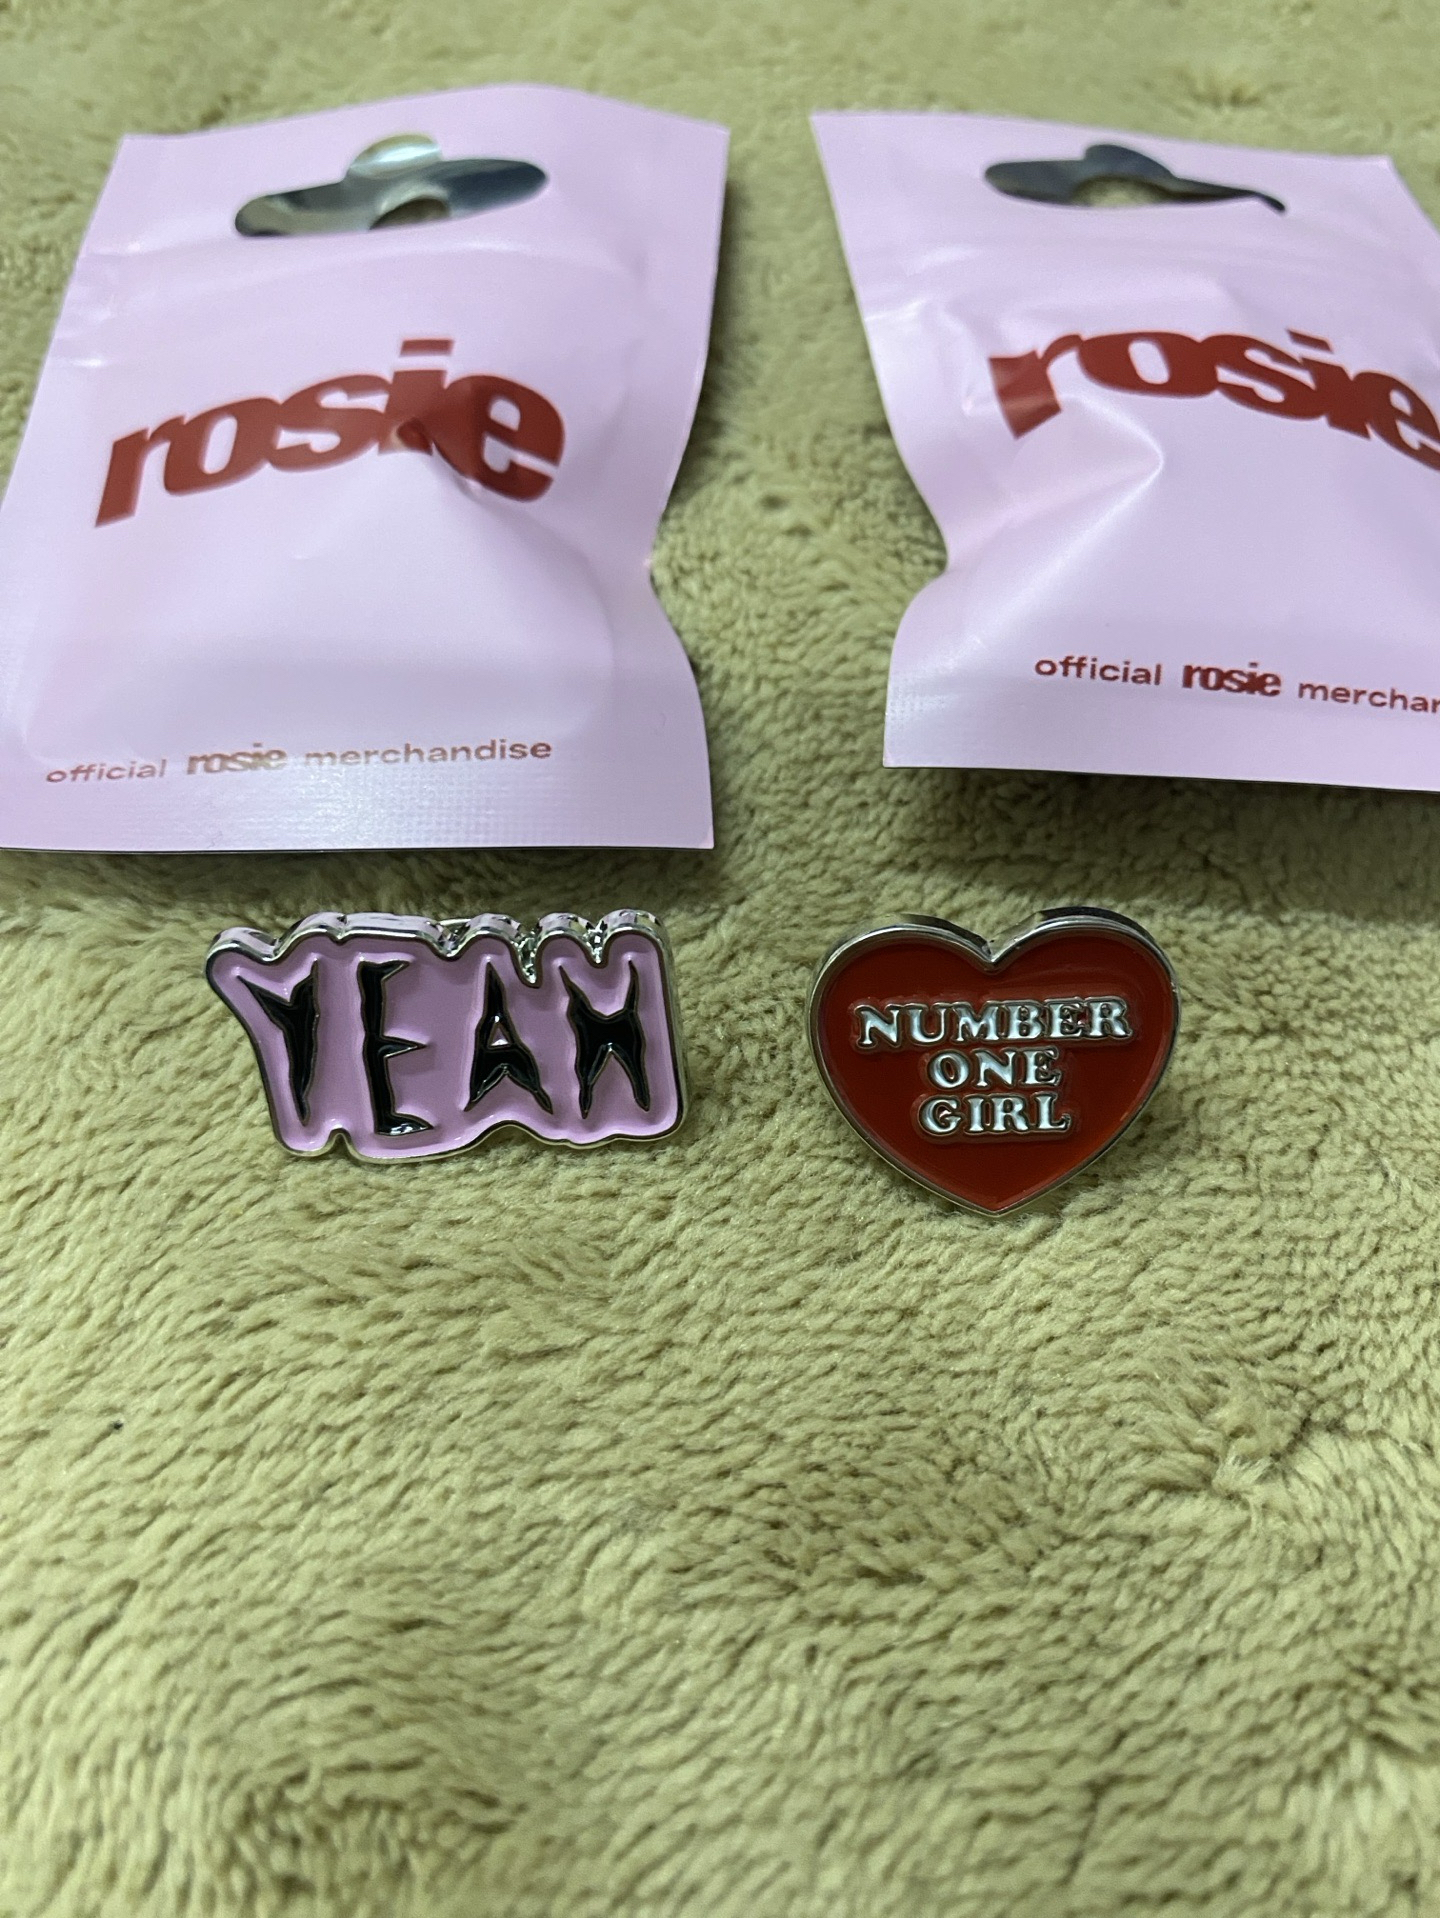 rosie
official rosie merchandise
rosie
official rosie merchan
YEAH
NUMBER
ONE
GIRL